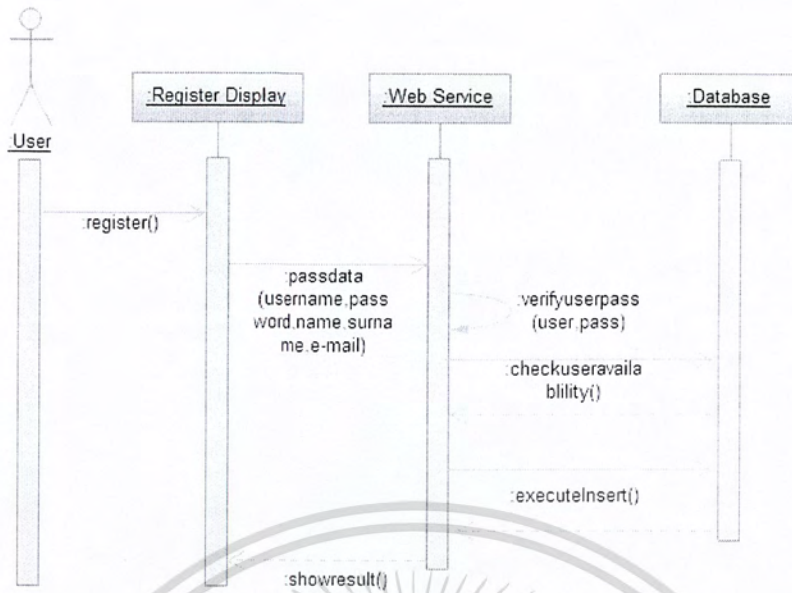 :Register Display
:Web Service
:Database
:User
:register()
:passdata
(username,pass
word,name,surna
me,e-mail)
:verifyuserpass
(user,pass)
:checkuseravaila
blility()
:executeInsert()
:showresult()